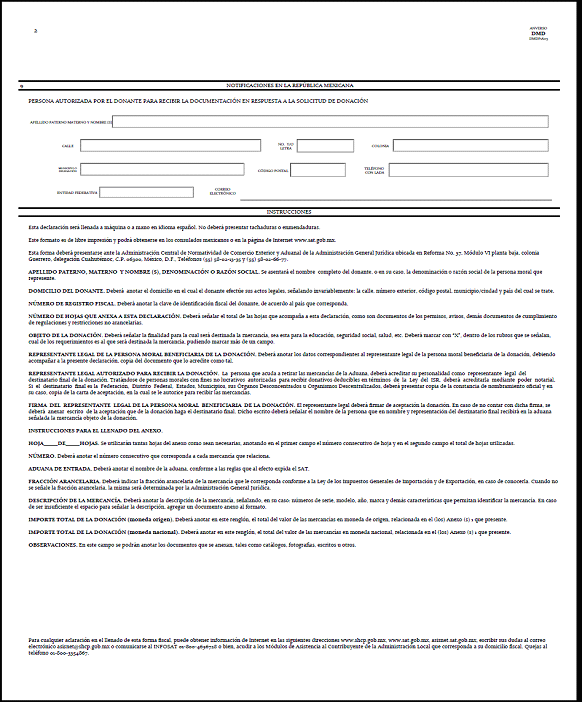 2
ANVERSO
DMD
9
NOTIFICACIONES EN LA REPÚBLICA MEXICANA
PERSONA AUTORIZADA POR EL DONANTE PARA RECIBIR LA DOCUMENTACIÓN EN RESPUESTA A LA SOLICITUD DE DONACIÓN
APELLIDO PATERNO MATERNO Y NOMBRE (S)
CALLE
NO. Y/O LETRA
COLONIA
CÓDIGO POSTAL
TELÉFONO CON LADA
ENTIDAD FEDERATIVA
CORREO ELECTRÓNICO
INSTRUCCIONES
Esta declaración será llenada a máquina o a mano en idioma español. No deberá presentar tachaduras o enmendaduras.
Este formato es de libre impresión y podrá obtenerse en los consulados mexicanos o en la página de Internet www.sat.gob.mx.
Esta forma deberá presentarse ante la Administración Central de Normatividad de Comercio Exterior y Aduanal de la Administración General Jurídica ubicada en Reforma No. 37, Módulo VI planta baja, colonia
Guerrero, delegación Cuauhtémoc, C.P. 06300, México, D.F., Teléfonos (55) 58-02-13-35 Y (55) 58-02-66-77.
APELLIDO PATERNO, MATERNO Y NOMBRE (S), DENOMINACIÓN O RAZÓN SOCIAL. Se asentará el nombre completo del donante, o en su caso, la denominación o razón social de la persona moral que
represente.
DOMICILIO DEL DONANTE. Deberá anotar el domicilio en el cual el donante efectúe sus actos legales, señalando invariablemente: la calle, número exterior, código postal, municipio/ciudad y país del cual se trate.
NÚMERO DE REGISTRO FISCAL. Deberá anotar la clave de identificación fiscal del donante, de acuerdo al país que corresponda.
NÚMERO DE HOJAS QUE ANEXA A ESTA DECLARACIÓN. Deberá señalar el total de las hojas que acompaña a esta declaración, como son documentos de los permisos, avisos, demás documentos de cumplimiento
de regulaciones y restricciones no arancelarias.
OBJETO DE LA DONACIÓN. Deberá señalar la finalidad para la cual será destinada la mercancía, sea esta para la educación, seguridad social, salud, etc. Deberá marcar con "X", dentro de los rubros que se señalan,
cual de los requerimientos es al que será destinada la mercancía, pudiendo marcar más de un campo.
REPRESENTANTE LEGAL DE LA PERSONA MORAL BENEFICIARIA DE LA DONACIÓN. Deberá anotar los datos correspondientes al representante legal de la persona moral beneficiaria de la donación, debiendo
acompañar a la presente declaración, copia del documento que lo acredite como tal.
REPRESENTANTE LEGAL AUTORIZADO PARA RECIBIR LA DONACIÓN. La persona que acuda a retirar las mercancías de la Aduana, deberá acreditar su personalidad como representante legal del
destinatario final de la donación. Tratándose de personas morales con fines no lucrativos autorizadas para recibir donativos deducibles en términos de la Ley del ISR, deberá acreditarla mediante poder notarial.
Si el destinatario final es la Federación, Distrito Federal, Estados, Municipios, sus Órganos Desconcentrados u Organismos Descentralizados, deberá presentar copia de la constancia de nombramiento oficial y en
su caso, copia de la carta de aceptación, en la cual se le autorice para recibir las mercancías.
FIRMA DEL REPRESENTE LEGAL DE LA PERSONA MORAL BENEFICIARIA DE LA DONACIÓN. El representante legal deberá firmar de aceptación la donación. En caso de no contar con dicha firma, se
deberá anexar escrito de la aceptación que de la donación haga el destinatario final. Dicho escrito deberá señalar el nombre de la persona que en nombre y representación del destinatario final recibirá en la aduana
señalada la mercancía objeto de la donación.
INSTRUCCIONES PARA EL LLENADO DEL ANEXO.
HOJA____DE____HOJAS. Se utilizarán tantas hojas del anexo como sean necesarias, anotando en el primer campo el número consecutivo de hoja y en el segundo campo el total de hojas utilizadas.
NÚMERO. Deberá anotar el número consecutivo que corresponda a cada mercancía que relaciona.
ADUANA DE ENTRADA. Deberá anotar el nombre de la aduana, conforme a las reglas que al efecto expida el SAT.
FRACCIÓN ARANCELARIA. Deberá indicar la fracción arancelaria de la mercancía que le corresponda conforme a la Ley de los Impuestos Generales de Importación y de Exportación, en caso de conocerla. Cuando no
se señale la fracción arancelaria, la misma será determinada por la Administración General Jurídica.
DESCRIPCIÓN DE LA MERCANCÍA. Deberá anotar la descripción de la mercancía, señalando, en su caso: números de serie, modelo, año, marca y demás características que permitan identificar la mercancía. En caso
de ser insuficiente el espacio para señalar la descripción, agregar un documento anexo al formato.
IMPORTE TOTAL DE LA DONACIÓN (moneda origen). Deberá anotar en este renglón, el total del valor de las mercancías en moneda de origen, relacionada en el (los) Anexo (s) 1 que presente.
IMPORTE TOTAL DE LA DONACIÓN (moneda nacional). Deberá anotar en este renglón, el total del valor de las mercancías en moneda nacional, relacionada en el (los) Anexo (s) 1 que presente.
OBSERVACIONES. En este campo se podrán anotar los documentos que se anexan, tales como catálogos, fotografías, escritos u otros.
Para cualquier aclaración en el llenado de esta forma fiscal, puede obtener información de Internet en las siguientes direcciones www.shcp.gob.mx, www.sat.gob.mx, asisnet.sat.gob.mx, escribir sus dudas al correo
electrónico asisnet@shcp.gob.mx o comunicarse al INFOSAT 01-800-4636728 o bien, acudir a los Módulos de Asistencia al Contribuyente de la Administración Local que corresponda a su domicilio fiscal. Quejas al
teléfono 01-800-3354867.